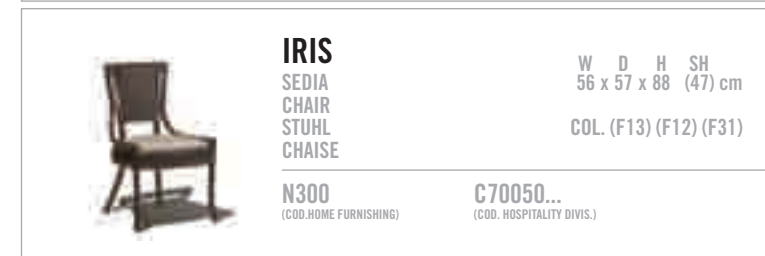 IRIS
SEDIA
CHAIR
STUHL
CHAISE
W D H SH
56 x 57 x 88 (47) cm
COL. (F13) (F12) (F31)
N300
(COD.HOME FURNISHING)
C70050...
(COD. HOSPITALITY DIVIS.)